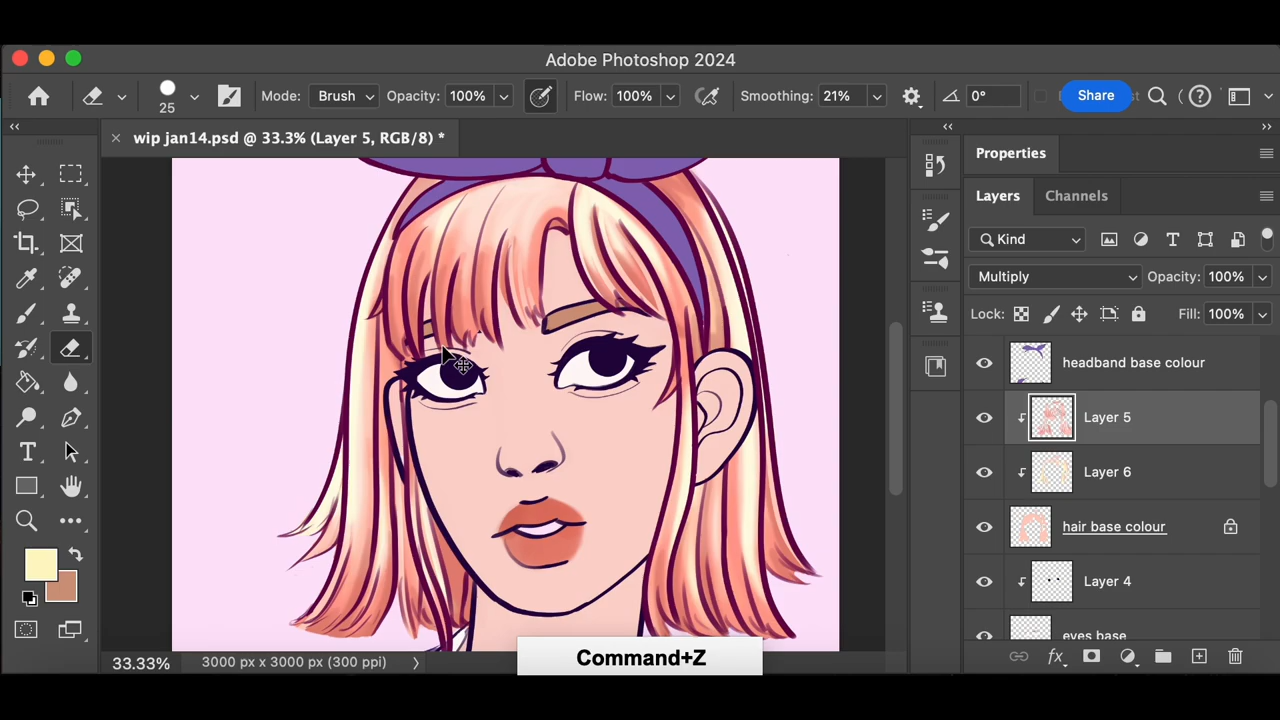 Adobe Photoshop 2024
25 Mode: Brush Opacity: 100% Flow: 100% Smoothing: 21% 0° Share
wip jan14.psd @ 33.3% (Layer 5, RGB/8) *
Properties
Layers Channels
Kind
Multiply Opacity: 100%
Lock: Fill: 100%
headband base colour
Layer 5
Layer 6
hair base colour
Layer 4
eyes base
33.33% 3000 px x 3000 px (300 ppi)
Command+Z